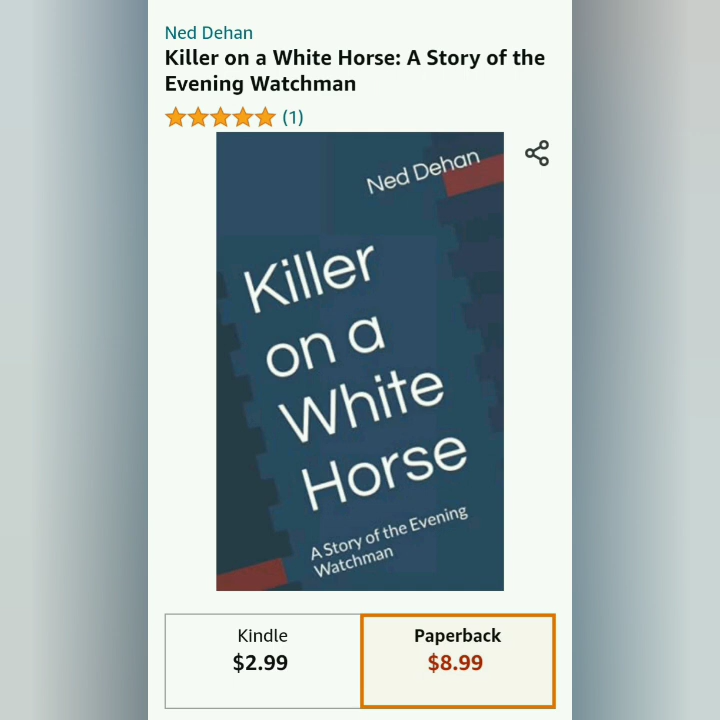 Ned Dehan
Killer on a White Horse: A Story of the
Evening Watchman
(1)
Ned Dehan
Killer
on a
White
Horse
A Story of the Evening
Watchman
Kindle
$2.99
Paperback
$8.99